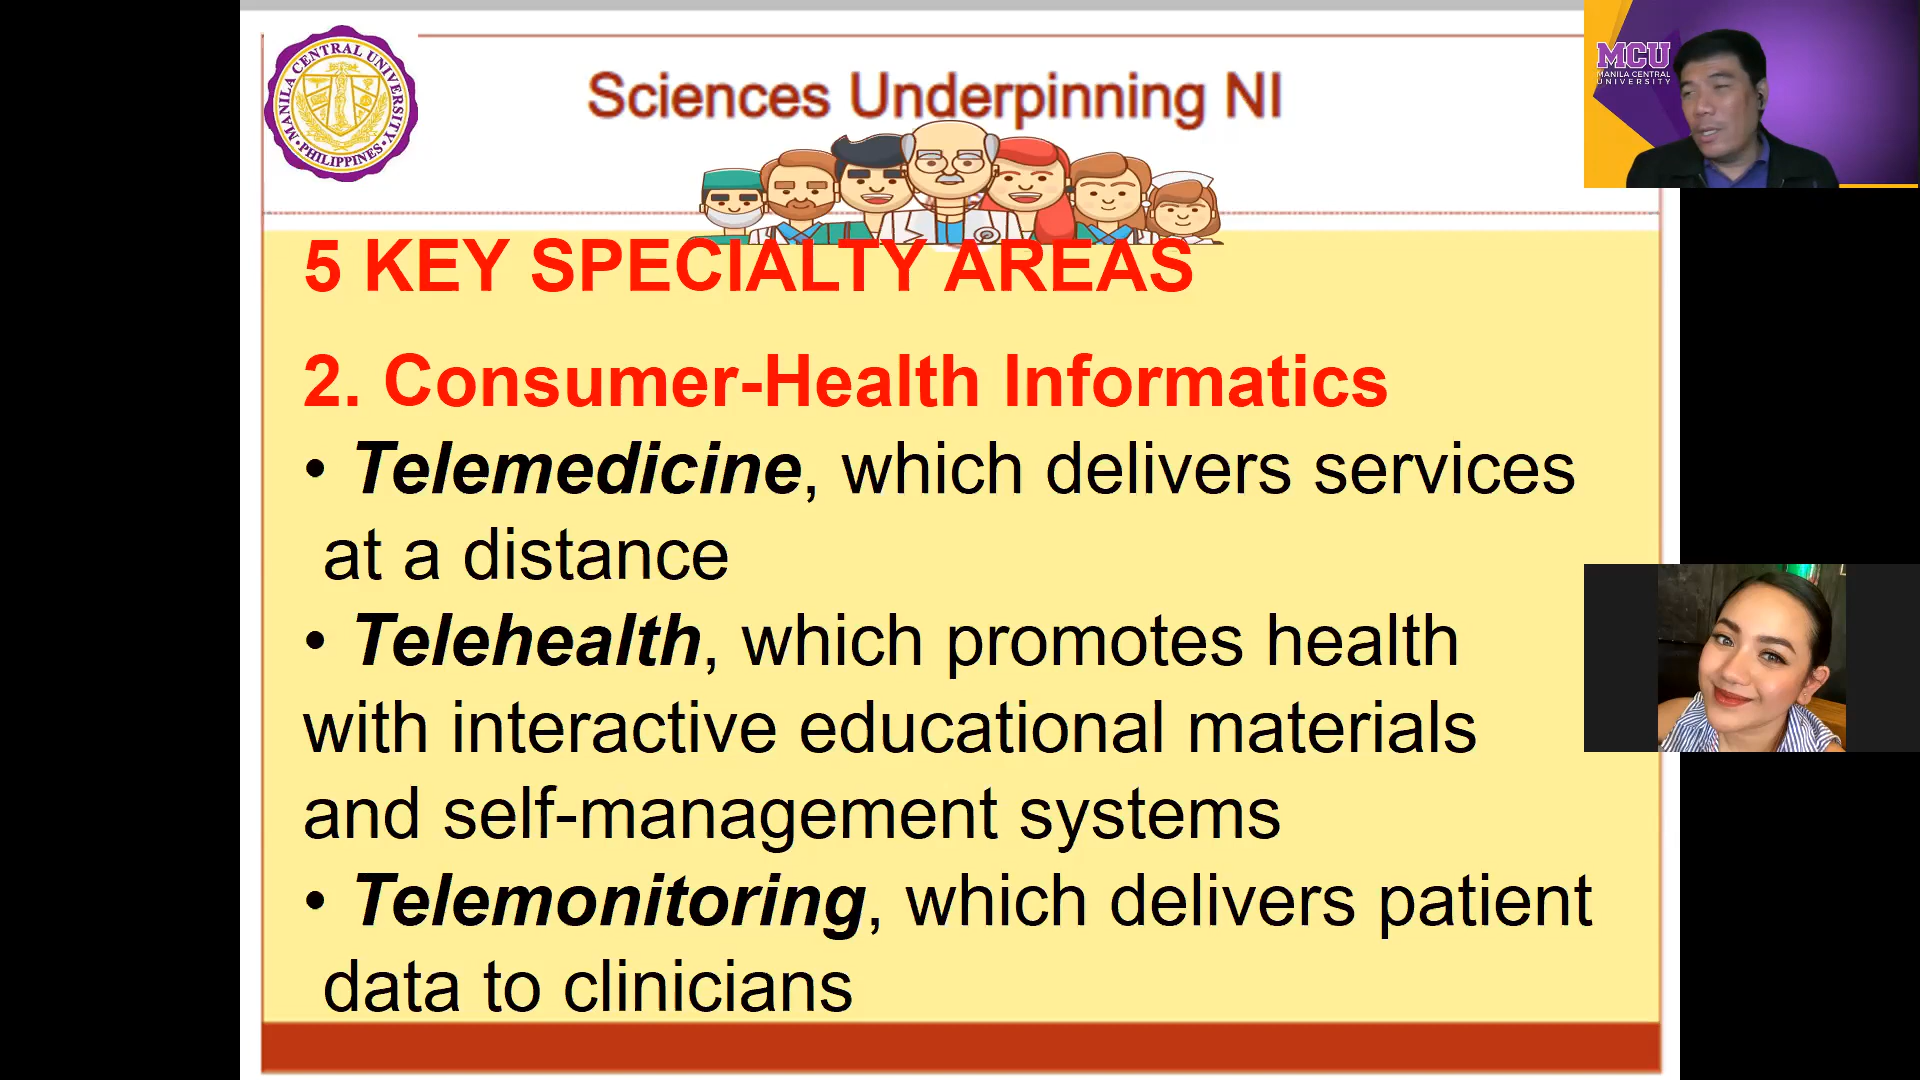 MANILA CENTRAL UNIVERSITY
PHILIPPINES
Sciences Underpinning NI
MCU
MANILA CENTRAL
UNIVERSITY
5 KEY SPECIALTY AREAS
2. Consumer-Health Informatics
• Telemedicine, which delivers services
at a distance
• Telehealth, which promotes health
with interactive educational materials
and self-management systems
• Telemonitoring, which delivers patient
data to clinicians